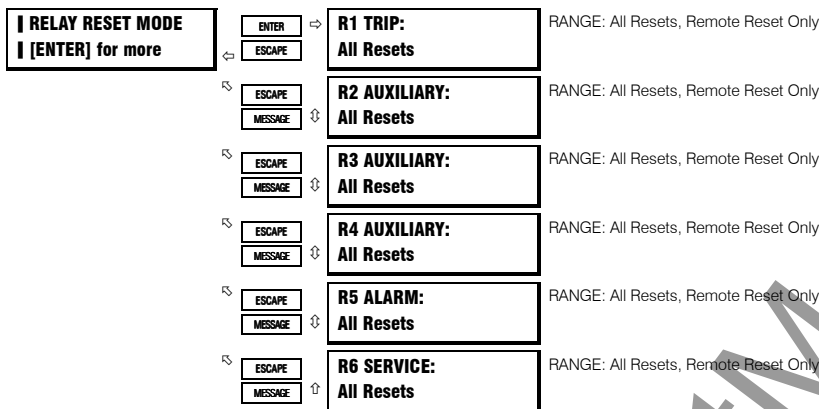 RELAY RESET MODE
[ENTER] for more
ENTER
ESCAPE
R1 TRIP:
All Resets
RANGE: All Resets, Remote Reset Only
ESCAPE
MESSAGE
R2 AUXILIARY:
All Resets
RANGE: All Resets, Remote Reset Only
ESCAPE
MESSAGE
R3 AUXILIARY:
All Resets
RANGE: All Resets, Remote Reset Only
ESCAPE
MESSAGE
R4 AUXILIARY:
All Resets
RANGE: All Resets, Remote Reset Only
ESCAPE
MESSAGE
R5 ALARM:
All Resets
RANGE: All Resets, Remote Reset Only
ESCAPE
MESSAGE
R6 SERVICE:
All Resets
RANGE: All Resets, Remote Reset Only